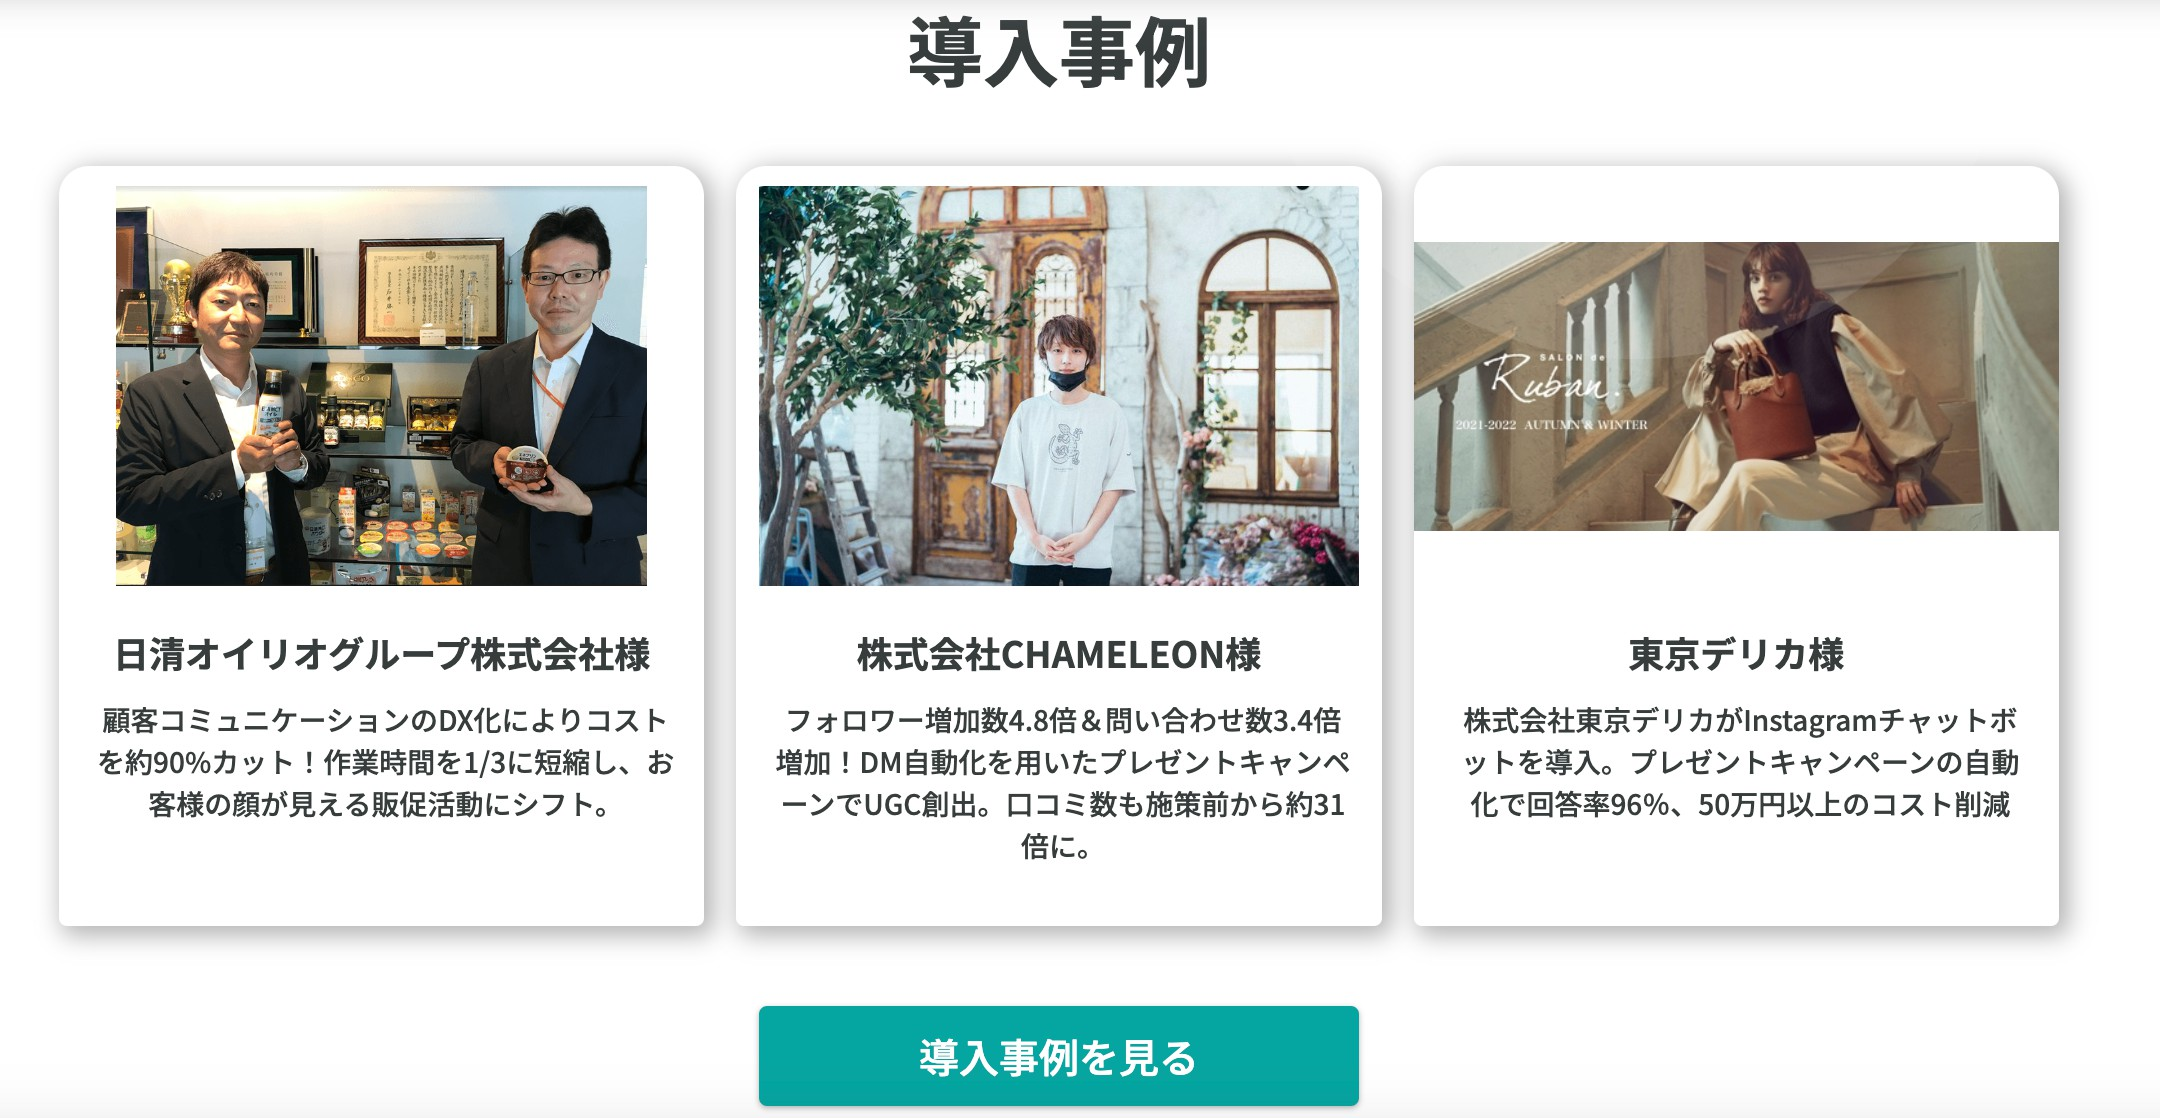 導入事例
SALON de
Ruban.
2021-2022 AUTUMN & WINTER
日清オイリオグループ株式会社様
顧客コミュニケーションのDX化によりコスト
を約90%カット！作業時間を1/3に短縮し、お
客様の顔が見える販促活動にシフト。
株式会社CHAMELEON様
フォロワー増加数4.8倍＆問い合わせ数3.4倍
増加！DM自動化を用いたプレゼントキャンペ
ーンでUGC創出。口コミ数も施策前から約31
倍に。
東京デリカ様
株式会社東京デリカがInstagramチャットボ
ットを導入。プレゼントキャンペーンの自動
化で回答率96%、50万円以上のコスト削減
導入事例を見る